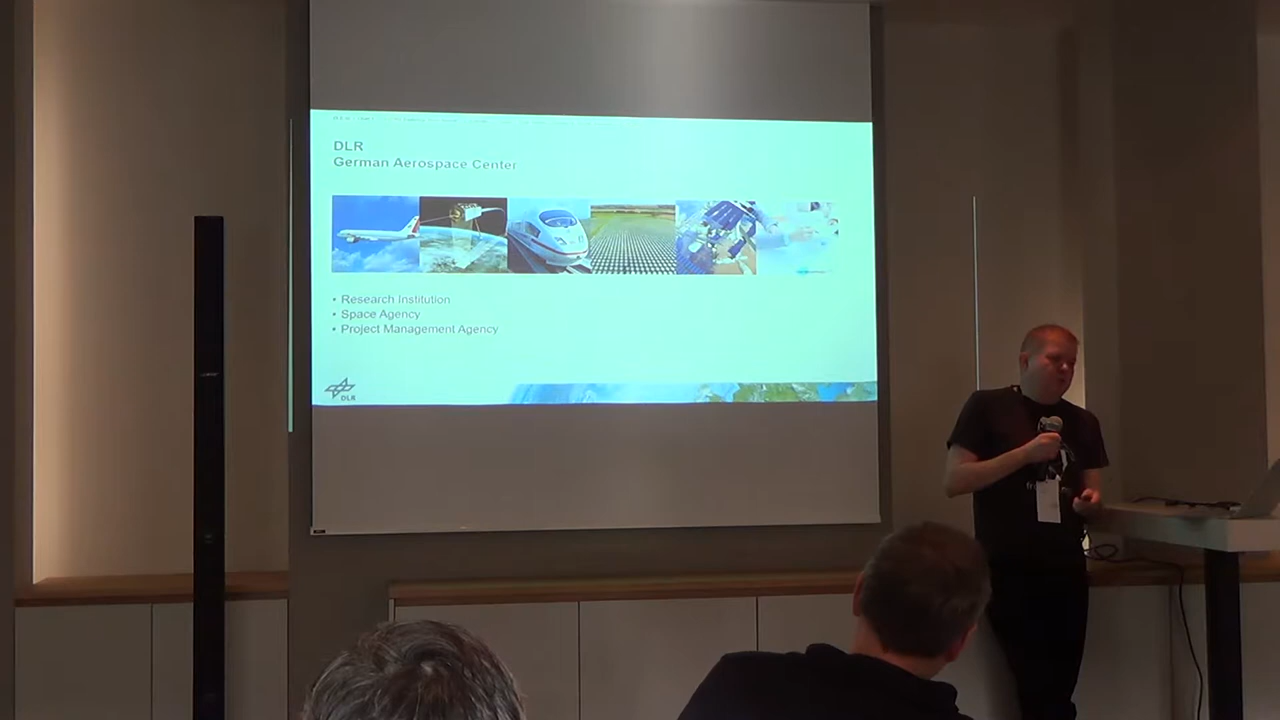 DLR
German Aerospace Center
• Research Institution
• Space Agency
• Project Management Agency
DLR